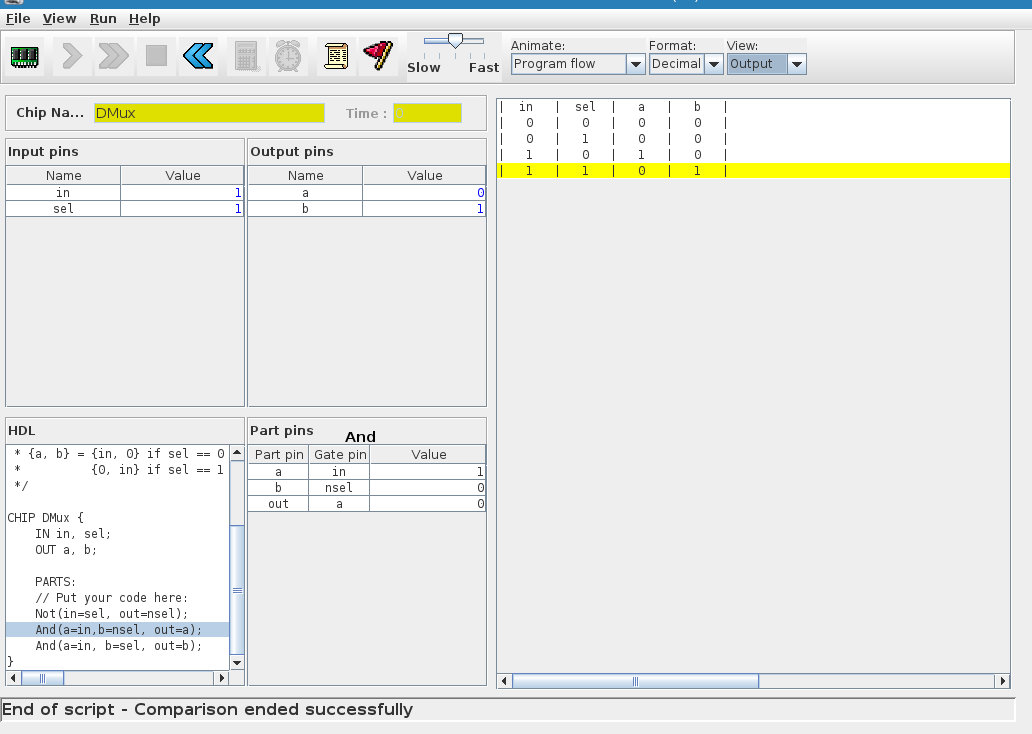 File View Run Help
Animate: Format: View:
Program flow Decimal Output
Slow Fast
Chip Na... DMux Time : 0
Input pins
Name Value
in 1
sel 1
Output pins
Name Value
a 0
b 1
HDL
* {a, b} = {in, 0} if sel == 0
* {0, in} if sel == 1
*/
CHIP DMux {
IN in, sel;
OUT a, b;
PARTS:
// Put your code here:
Not(in=sel, out=nsel);
And(a=in,b=nsel, out=a);
And(a=in, b=sel, out=b);
}
Part pins And
Part pin Gate pin Value
a in 1
b nsel 0
out a 0
| in | sel | a | b |
| 0 | 0 | 0 | 0 |
| 0 | 1 | 0 | 0 |
| 1 | 0 | 1 | 0 |
| 1 | 1 | 0 | 1 |
End of script - Comparison ended successfully